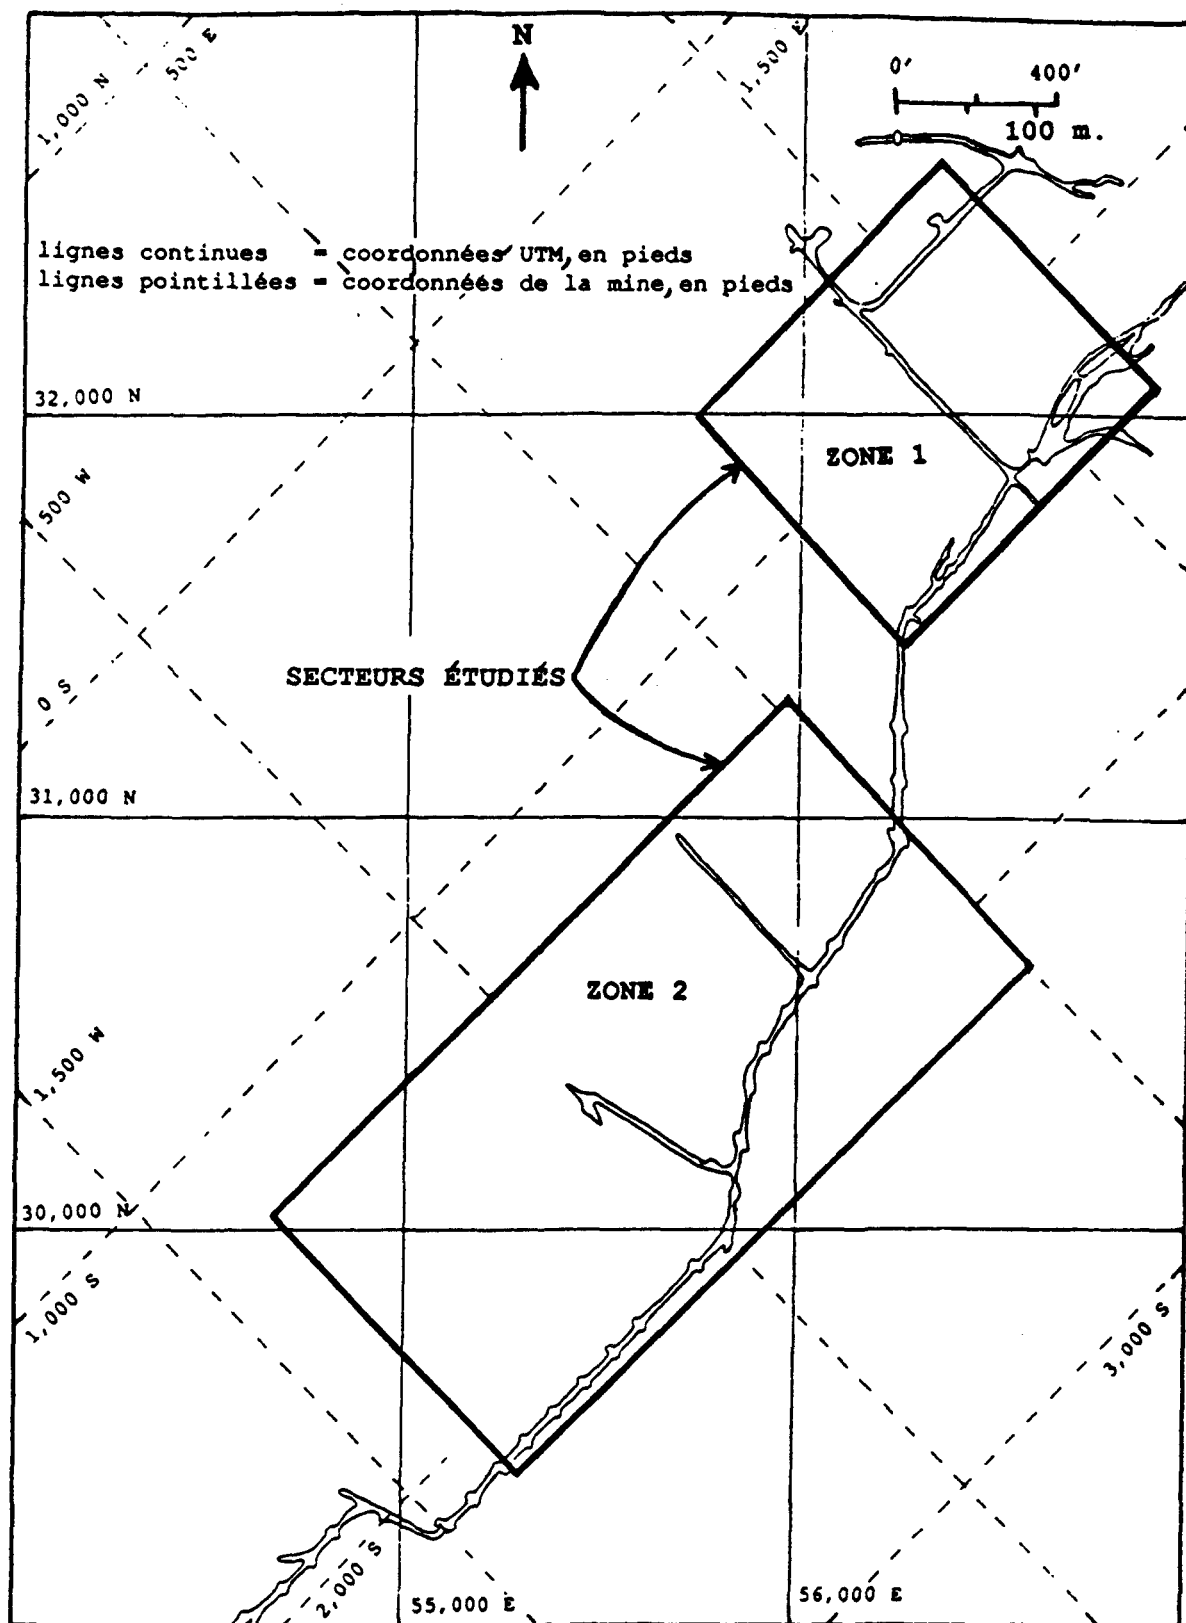 1,000 N
500 E
N
1,500 E
0'
400'
100 m.
lignes continues = coordonnées UTM, en pieds
lignes pointillées = coordonnées de la mine, en pieds
32,000 N
ZONE 1
500 W
SECTEURS ÉTUDIÉS
0 S
31,000 N
ZONE 2
1,500 W
30,000 N
1,000 S
3,000 S
2,000 S
55,000 E
56,000 E